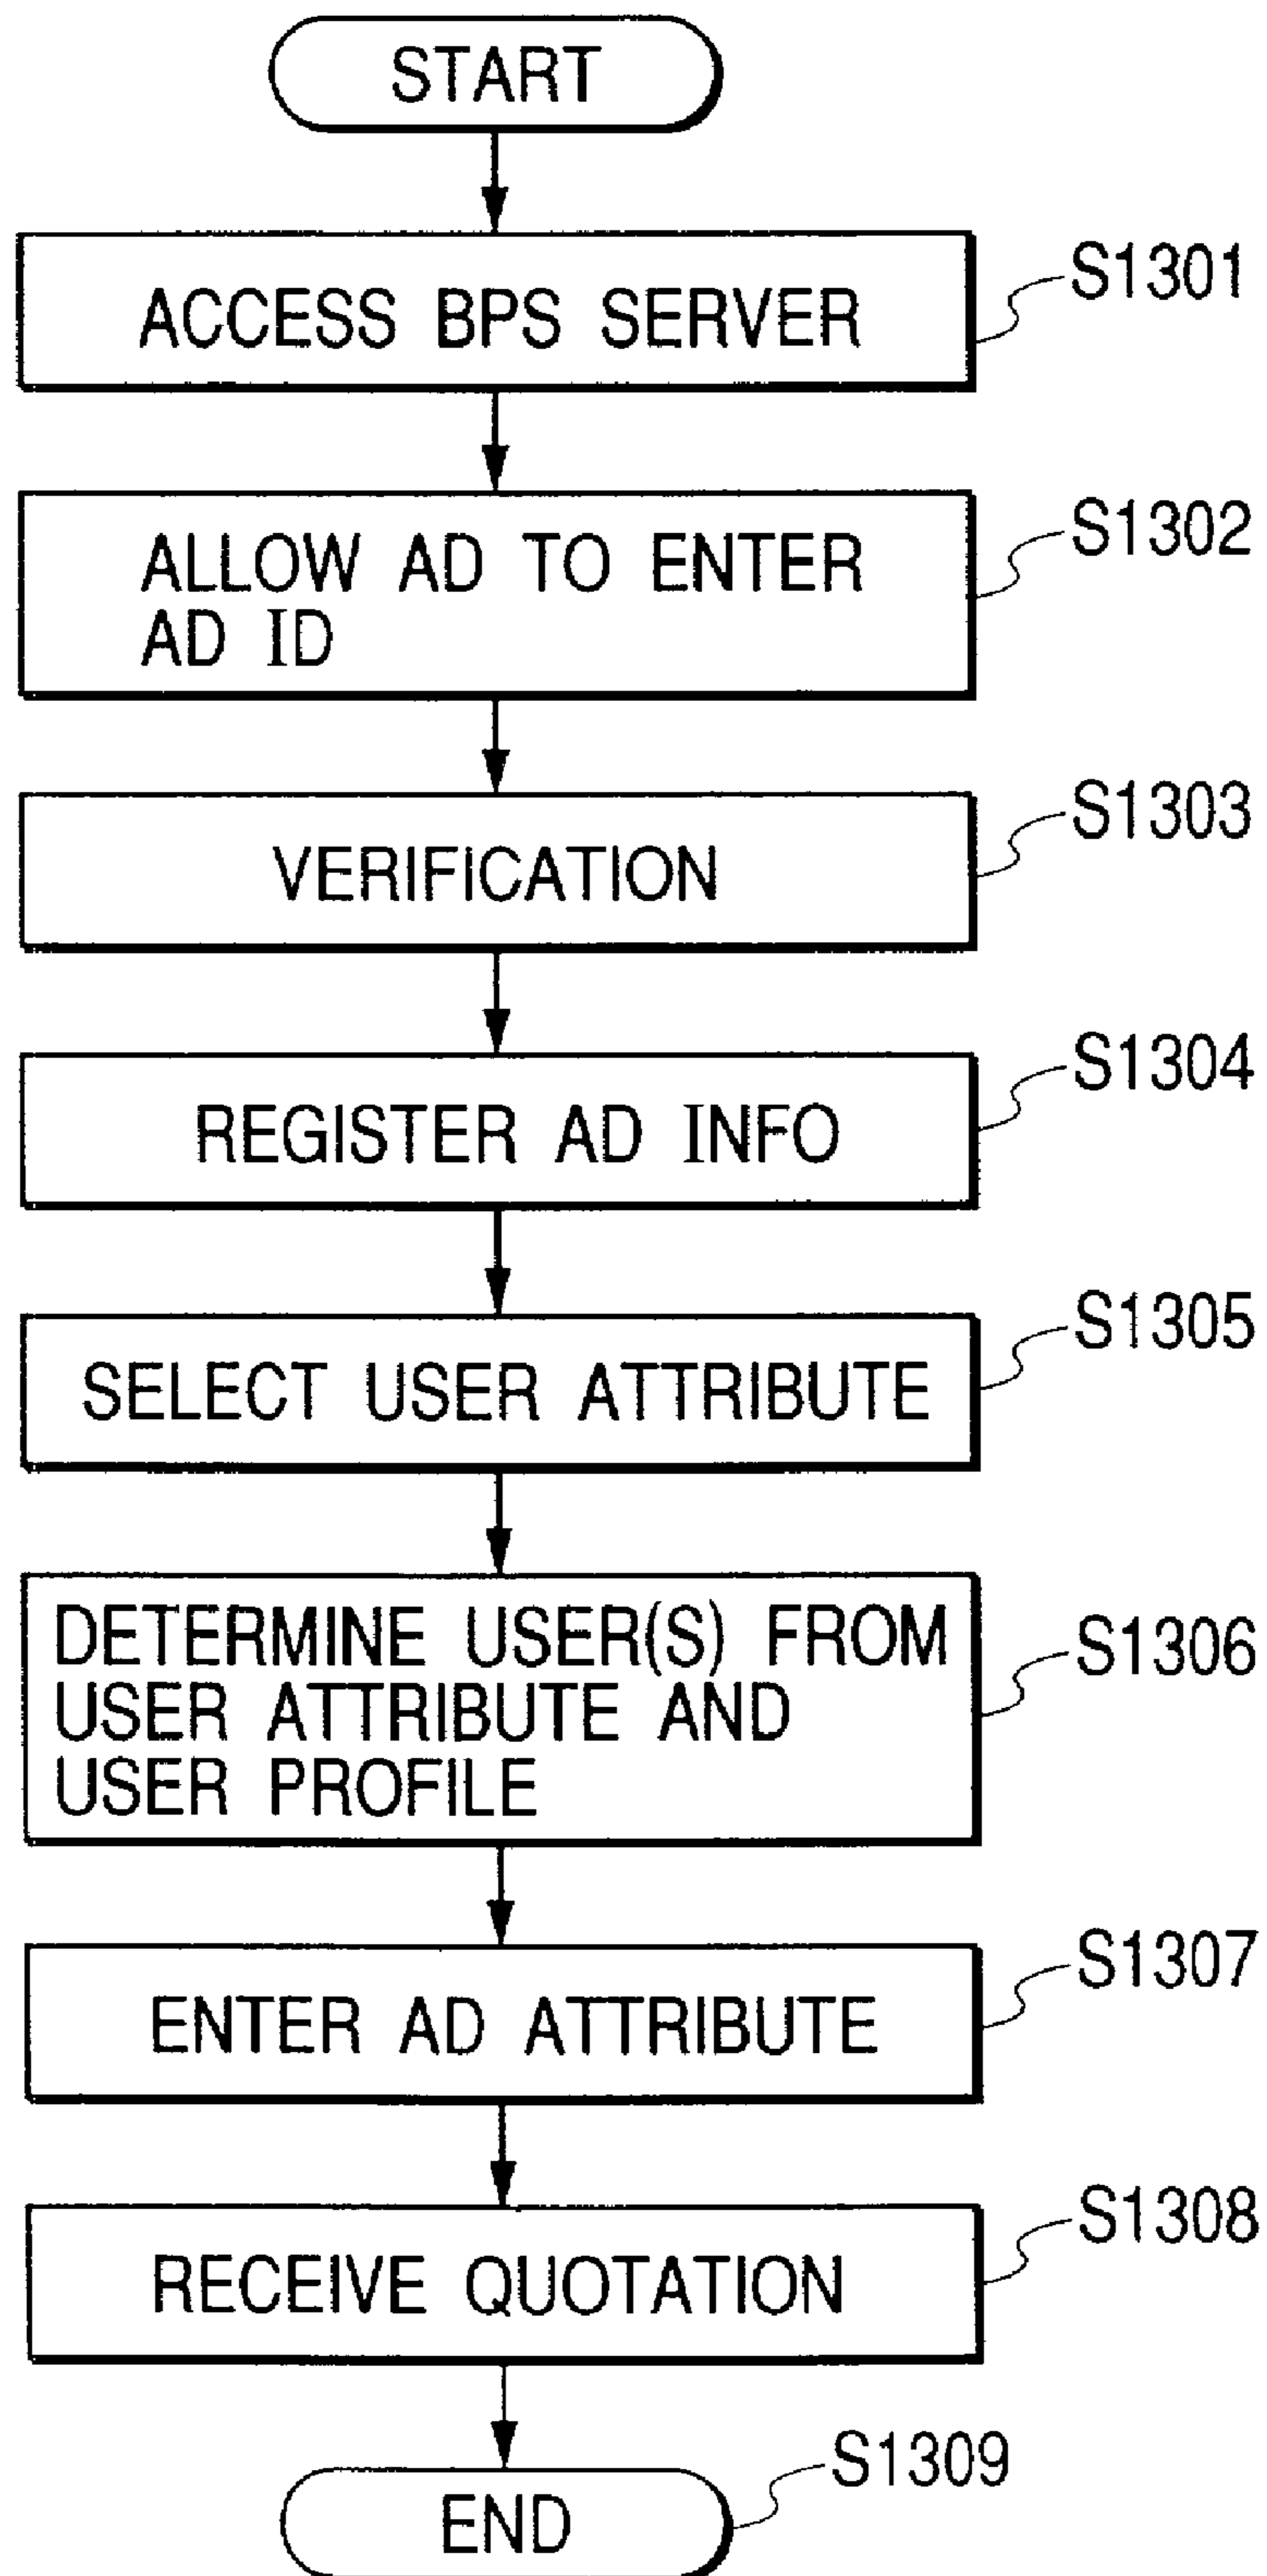 START
ACCESS BPS SERVER
S1301
ALLOW AD TO ENTER
AD ID
S1302
VERIFICATION
S1303
REGISTER AD INFO
S1304
SELECT USER ATTRIBUTE
S1305
DETERMINE USER(S) FROM
USER ATTRIBUTE AND
USER PROFILE
S1306
ENTER AD ATTRIBUTE
S1307
RECEIVE QUOTATION
S1308
END
S1309